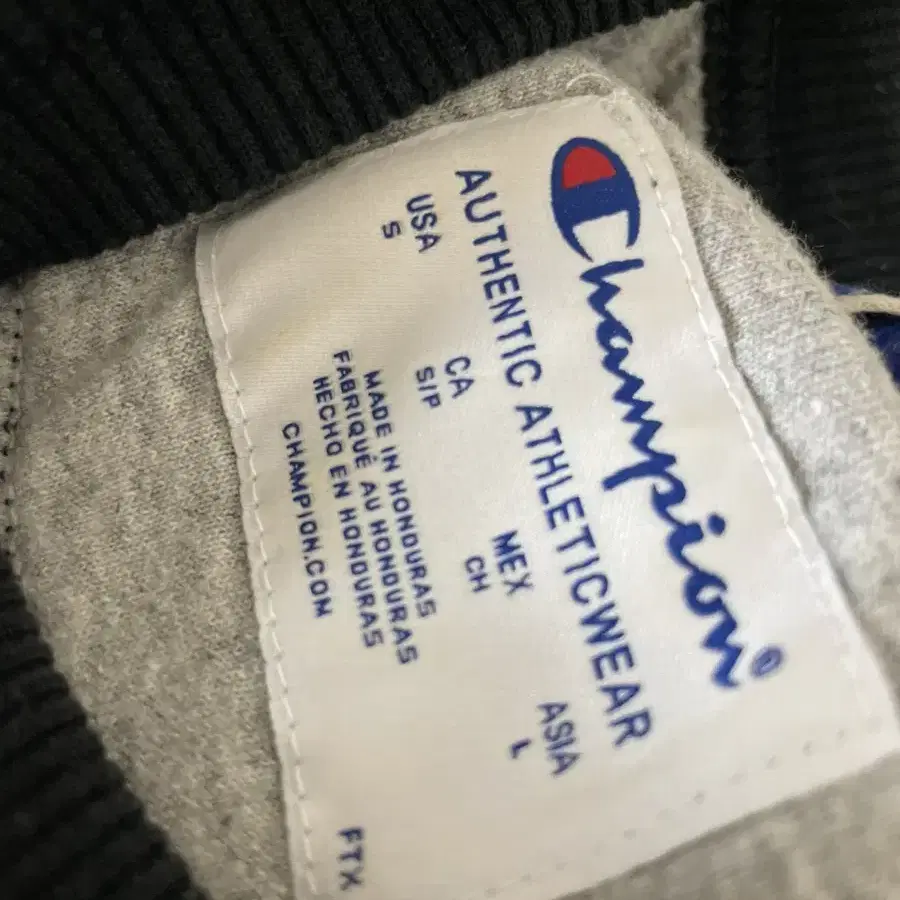 Champion®
AUTHENTIC ATHLETICWEAR
USA CA MEX ASIA
S S/P CH L
MADE IN HONDURAS
FABRIQUÉ AU HONDURAS
HECHO EN HONDURAS
CHAMPION.COM
FTX